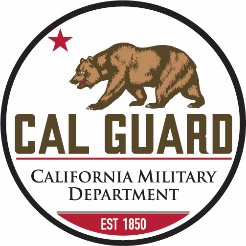 CAL GUARD
CALIFORNIA MILITARY
DEPARTMENT
EST 1850